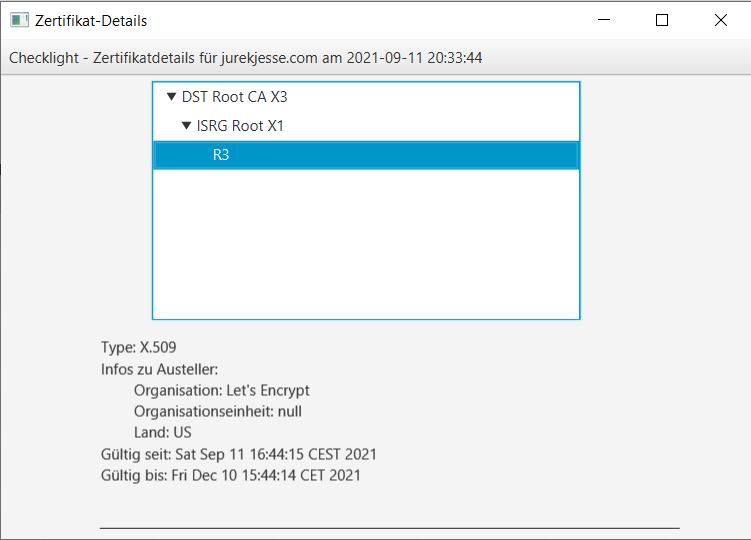 Zertifikat-Details
Checklight - Zertifikatdetails für jurekjesse.com am 2021-09-11 20:33:44
DST Root CA X3
ISRG Root X1
R3
Type: X.509
Infos zu Austeller:
Organisation: Let's Encrypt
Organisationseinheit: null
Land: US
Gültig seit: Sat Sep 11 16:44:15 CEST 2021
Gültig bis: Fri Dec 10 15:44:14 CET 2021